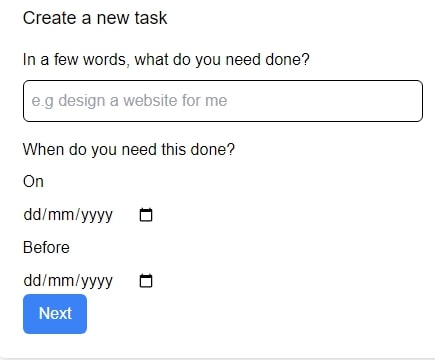 Create a new task
In a few words, what do you need done?
e.g design a website for me
When do you need this done?
On
dd/mm/yyyy
Before
dd/mm/yyyy
Next